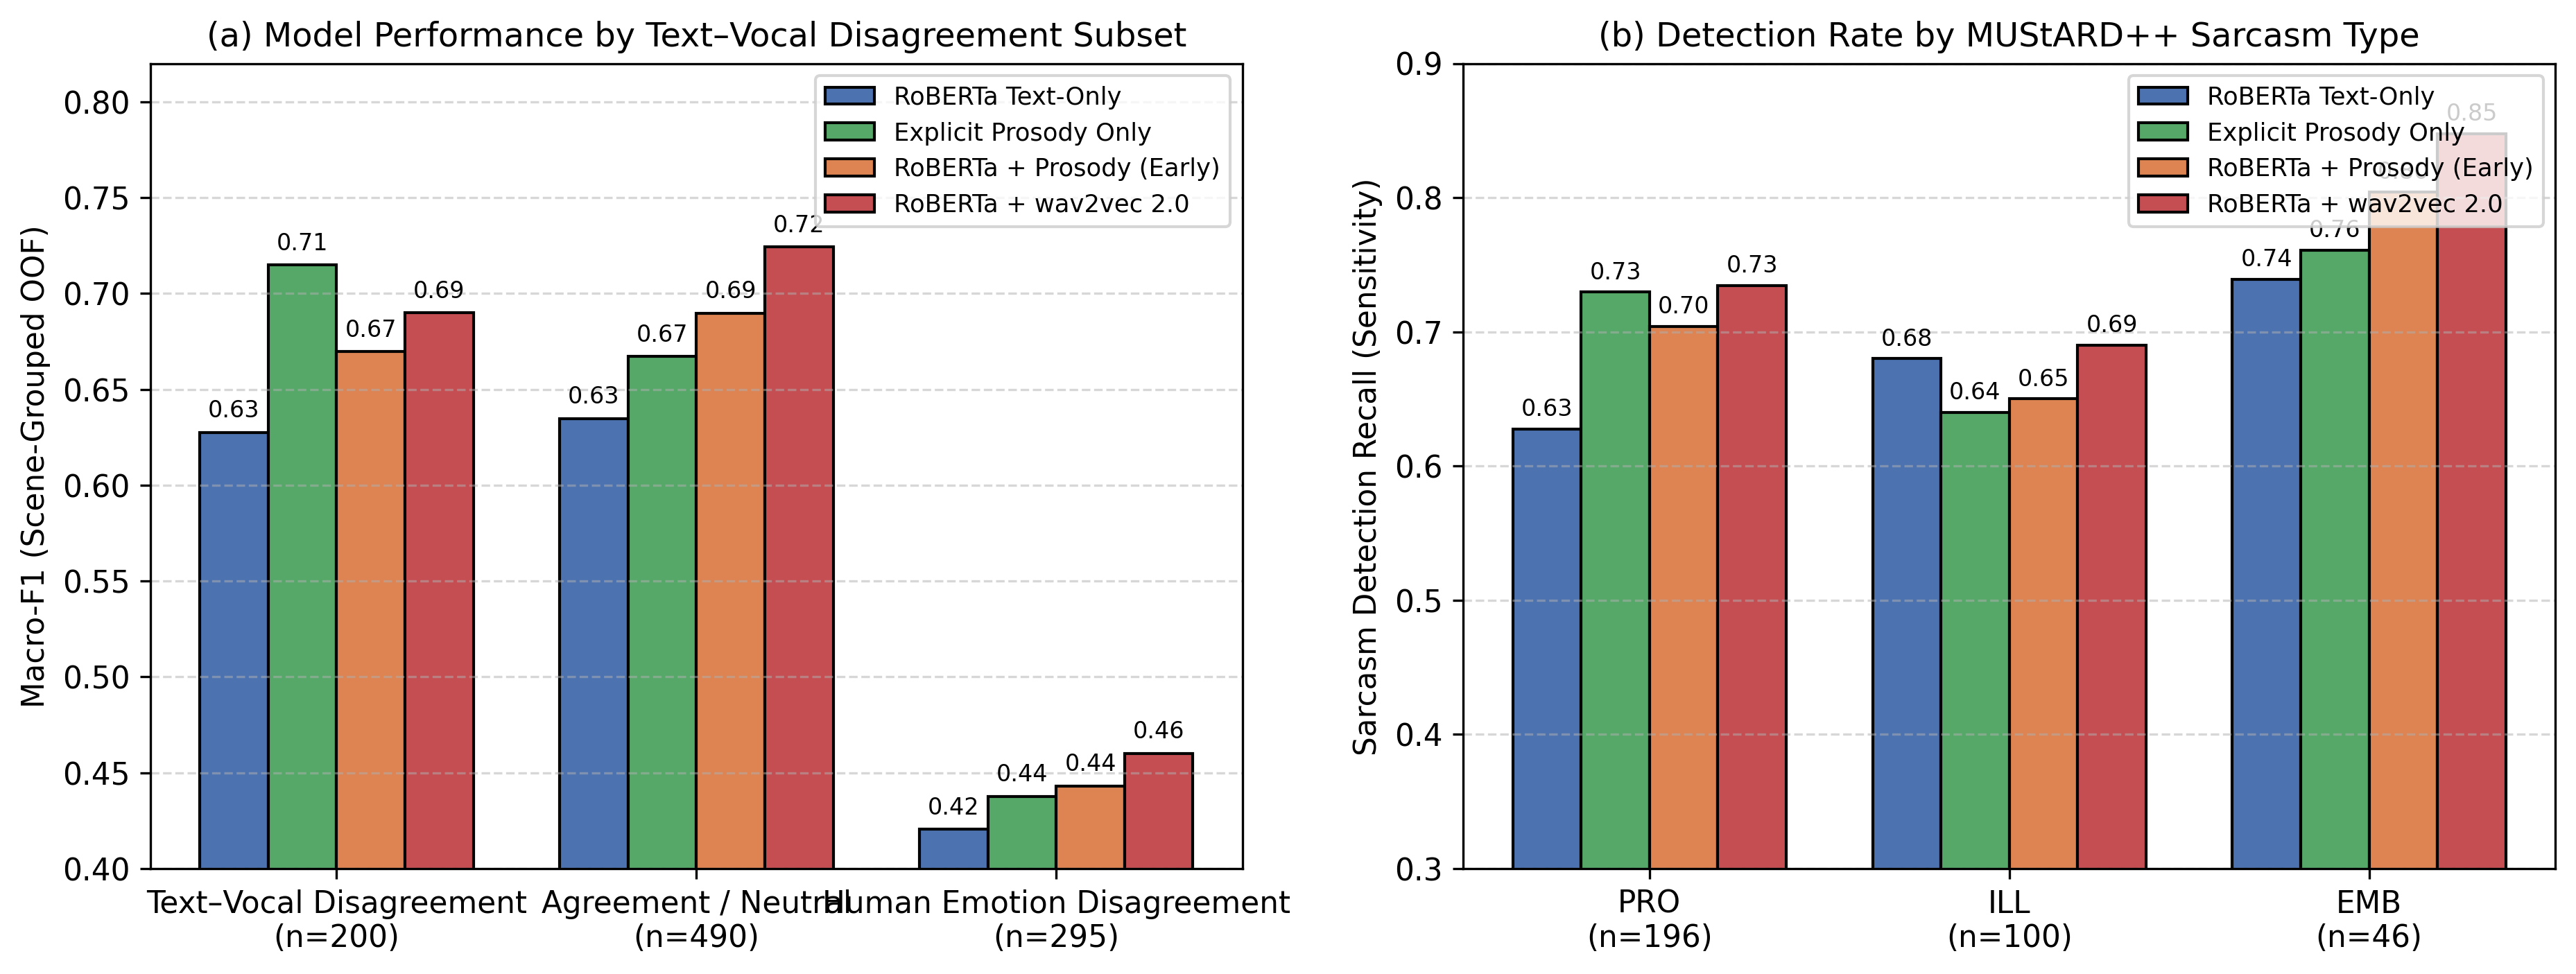 (a) Model Performance by Text–Vocal Disagreement Subset
Macro-F1 (Scene-Grouped OOF)
0.80
0.75
0.70
0.65
0.60
0.55
0.50
0.45
0.40
RoBERTa Text-Only
Explicit Prosody Only
RoBERTa + Prosody (Early)
RoBERTa + wav2vec 2.0
0.63
0.71
0.67
0.69
0.63
0.67
0.69
0.72
0.42
0.44
0.44
0.46
Text–Vocal Disagreement
(n=200)
Agreement / Neutral
(n=490)
Human Emotion Disagreement
(n=295)
(b) Detection Rate by MUStARD++ Sarcasm Type
Sarcasm Detection Recall (Sensitivity)
0.9
0.8
0.7
0.6
0.5
0.4
0.3
RoBERTa Text-Only
Explicit Prosody Only
RoBERTa + Prosody (Early)
RoBERTa + wav2vec 2.0
0.63
0.73
0.70
0.73
0.68
0.64
0.65
0.69
0.74
0.76
0.85
PRO
(n=196)
ILL
(n=100)
EMB
(n=46)